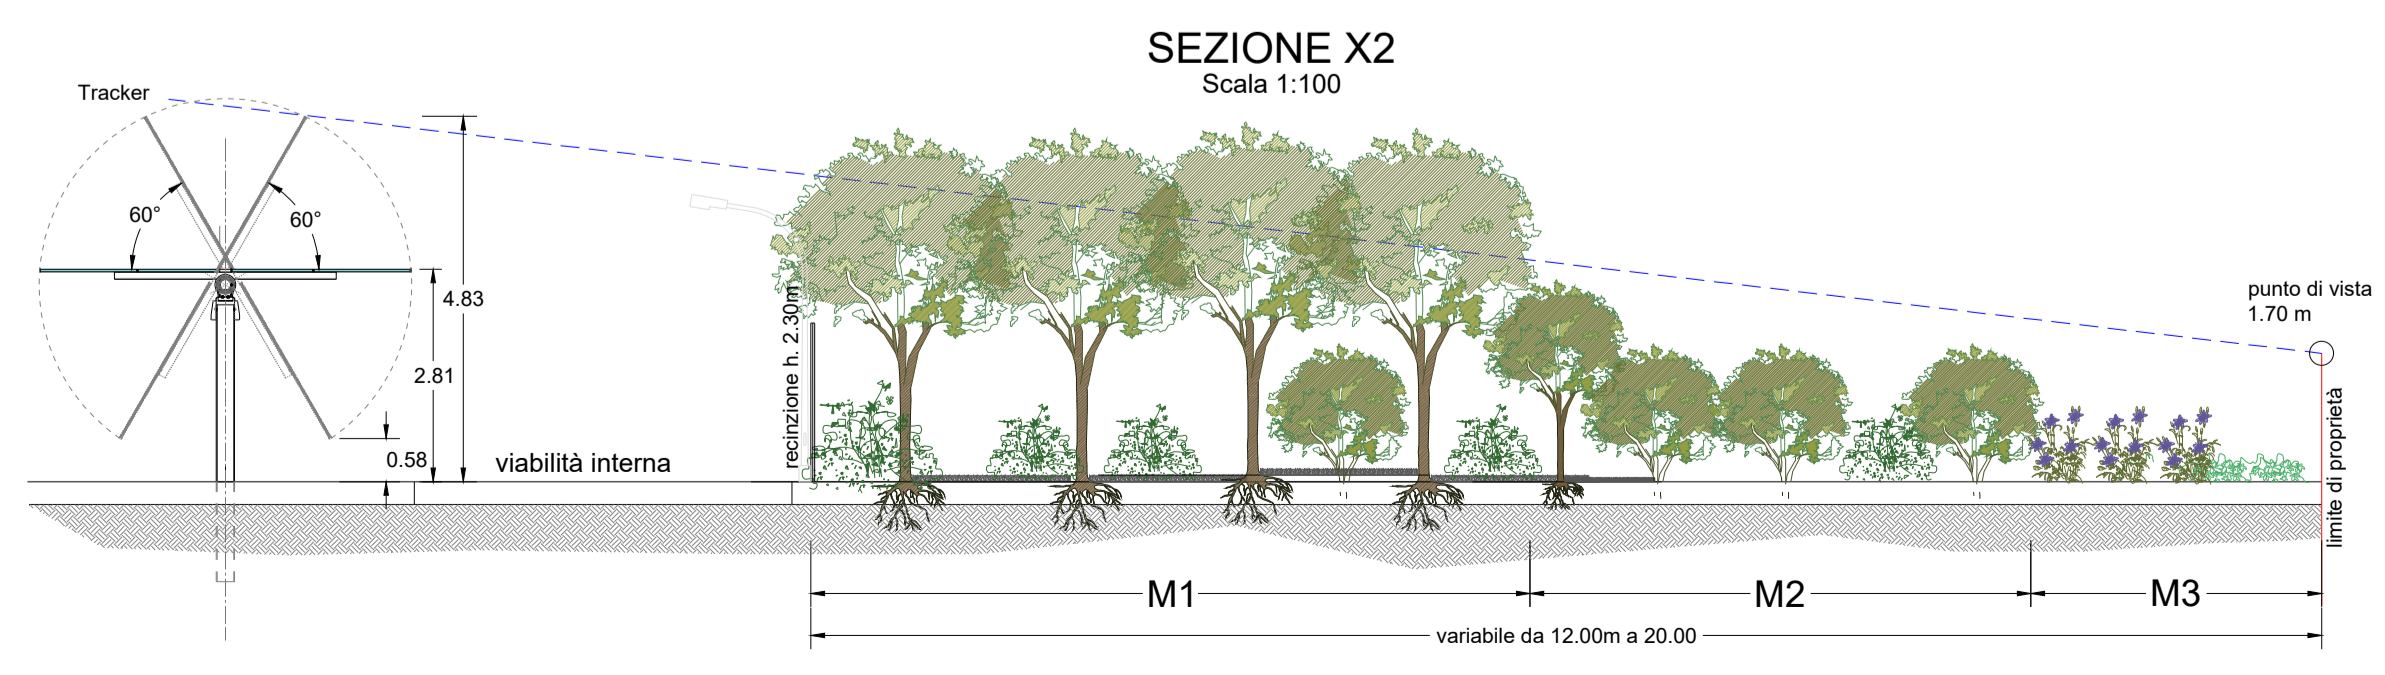 SEZIONE X2
Scala 1:100
Tracker
60°
60°
4.83
2.81
0.58
viabilità interna
recinzione h. 2.30m
punto di vista
1.70 m
limite di proprietà
M1
M2
M3
variabile da 12.00m a 20.00